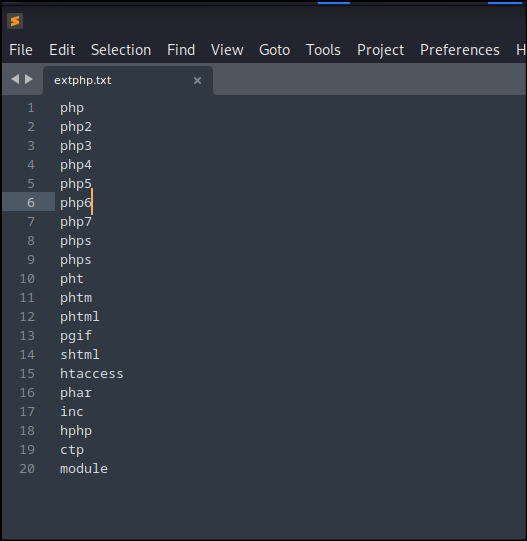 File Edit Selection Find View Goto Tools Project Preferences H
extphp.txt ×
1 php
2 php2
3 php3
4 php4
5 php5
6 php6
7 php7
8 phps
9 phps
10 pht
11 phtm
12 phtml
13 pgif
14 shtml
15 htaccess
16 phar
17 inc
18 hphp
19 ctp
20 module